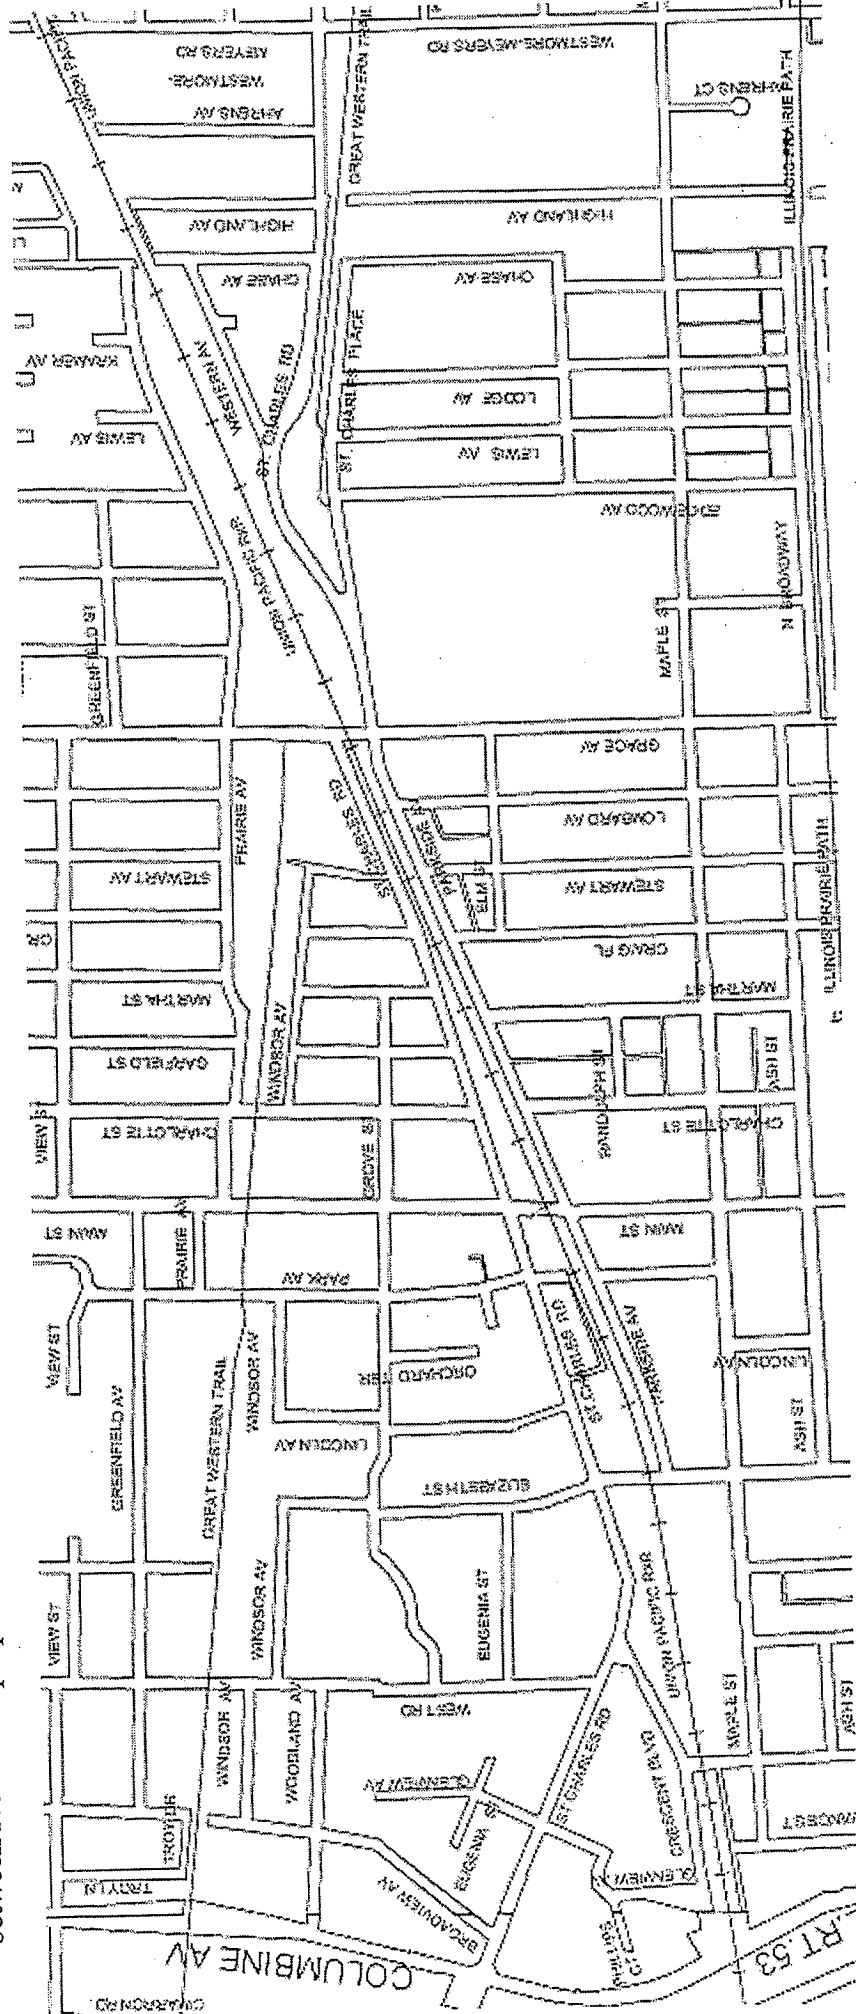 UNION PACIFIC
WESTMORE-
MEYERS RD
AHRENS AV
GREAT WESTERN TRAIL
WESTMORE-MEYERS RD
AHRENS CT
ILLINOIS PRAIRIE PATH
HIGHLAND AV
HIGHLAND AV
CHASE AV
CHASE AV
KRAMER AV
WESTERN AV
ST. CHARLES RD
ST. CHARLES PLACE
LODGE AV
LEWIS AV
LEWIS AV
EDGEWOOD AV
UNION PACIFIC RXR
GREENFIELD ST
MAPLE ST
N BROADWAY
GRACE AV
PRAIRIE AV
ST CHARLES RD
LOMBARD AV
STEWART AV
ELM ST
STEWART AV
ILLINOIS PRAIRIE PATH
CRAIG PL
MARTHA ST
MARTHA ST
WINDSOR AV
GARFIELD ST
RANDOLPH ST
ASH ST
VIEW ST
CHARLOTTE ST
GROVE ST
CHARLOTTE ST
MAIN ST
PRAIRIE AV
MAIN ST
PARK AV
VIEW ST
ST CHARLES RD
PARKSIDE AV
ORCHARD TER
LINCOLN AV
GREENFIELD AV
GREAT WESTERN TRAIL
WINDSOR AV
LINCOLN AV
ASH ST
ELIZABETH ST
VIEW ST
WINDSOR AV
EUGENIA ST
UNION PACIFIC RXR
WINDSOR AV
WOODLAND AV
WEST RD
MAPLE ST
ASH ST
GLENVIEW AV
ST CHARLES RD
CRESCENT BLVD
TROY LN
BROADVIEW AV
EUGENIA ST
GLENVIEW
PHILLIPS CT
COLUMBINE AV
RT. 53
CIMARRON RD